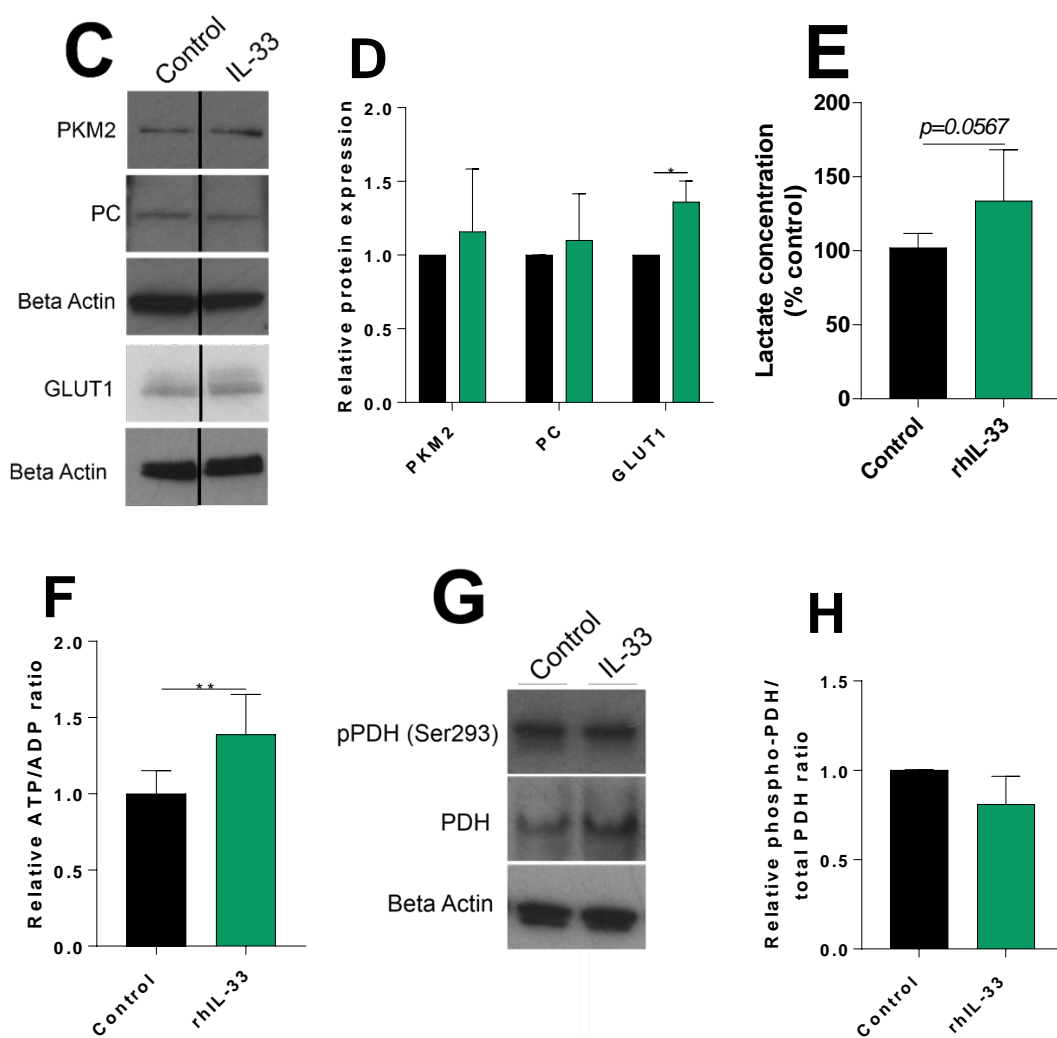 C
Control
IL-33
PKM2
PC
Beta Actin
GLUT1
Beta Actin
D
Relative protein expression
2.0
1.5
1.0
0.5
0.0
*
PKM2
PC
GLUT1
E
Lactate concentration
(% control)
200
150
100
50
0
p=0.0567
Control
rhIL-33
F
Relative ATP/ADP ratio
2.0
1.5
1.0
0.5
0.0
**
Control
rhIL-33
G
Control
IL-33
pPDH (Ser293)
PDH
Beta Actin
H
Relative phospho-PDH/
total PDH ratio
1.5
1.0
0.5
0.0
Control
rhIL-33